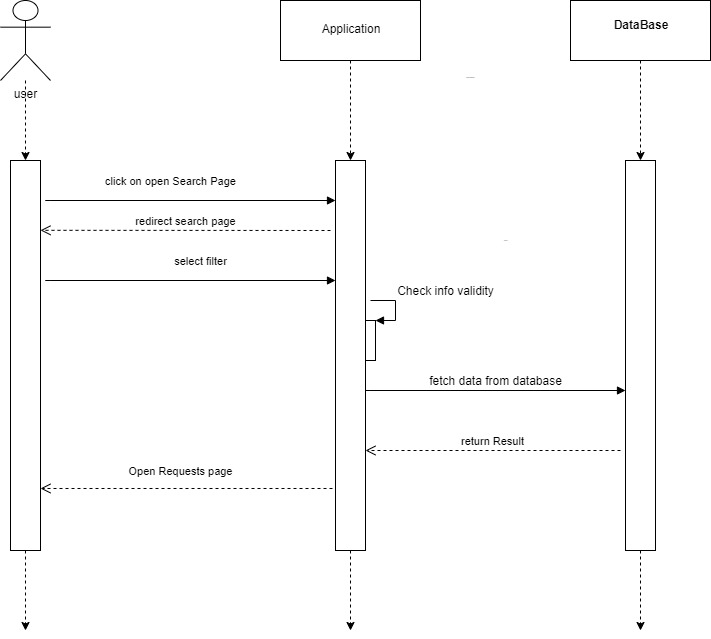 Application
DataBase
user
click on open Search Page
redirect search page
select filter
Check info validity
fetch data from database
return Result
Open Requests page